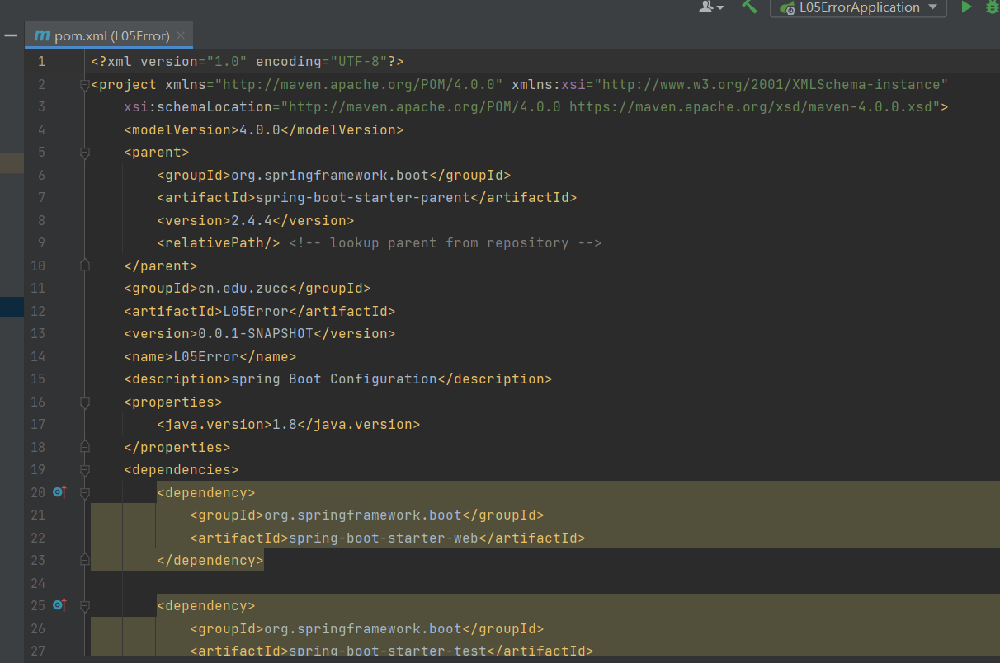 L05ErrorApplication
m pom.xml (L05Error)
1 <?xml version="1.0" encoding="UTF-8"?>
2 <project xmlns="http://maven.apache.org/POM/4.0.0" xmlns:xsi="http://www.w3.org/2001/XMLSchema-instance"
3 xsi:schemaLocation="http://maven.apache.org/POM/4.0.0 https://maven.apache.org/xsd/maven-4.0.0.xsd">
4 <modelVersion>4.0.0</modelVersion>
5 <parent>
6 <groupId>org.springframework.boot</groupId>
7 <artifactId>spring-boot-starter-parent</artifactId>
8 <version>2.4.4</version>
9 <relativePath/> <!-- lookup parent from repository -->
10 </parent>
11 <groupId>cn.edu.zucc</groupId>
12 <artifactId>L05Error</artifactId>
13 <version>0.0.1-SNAPSHOT</version>
14 <name>L05Error</name>
15 <description>spring Boot Configuration</description>
16 <properties>
17 <java.version>1.8</java.version>
18 </properties>
19 <dependencies>
20 <dependency>
21 <groupId>org.springframework.boot</groupId>
22 <artifactId>spring-boot-starter-web</artifactId>
23 </dependency>
24
25 <dependency>
26 <groupId>org.springframework.boot</groupId>
27 <artifactId>spring-boot-starter-test</artifactId>